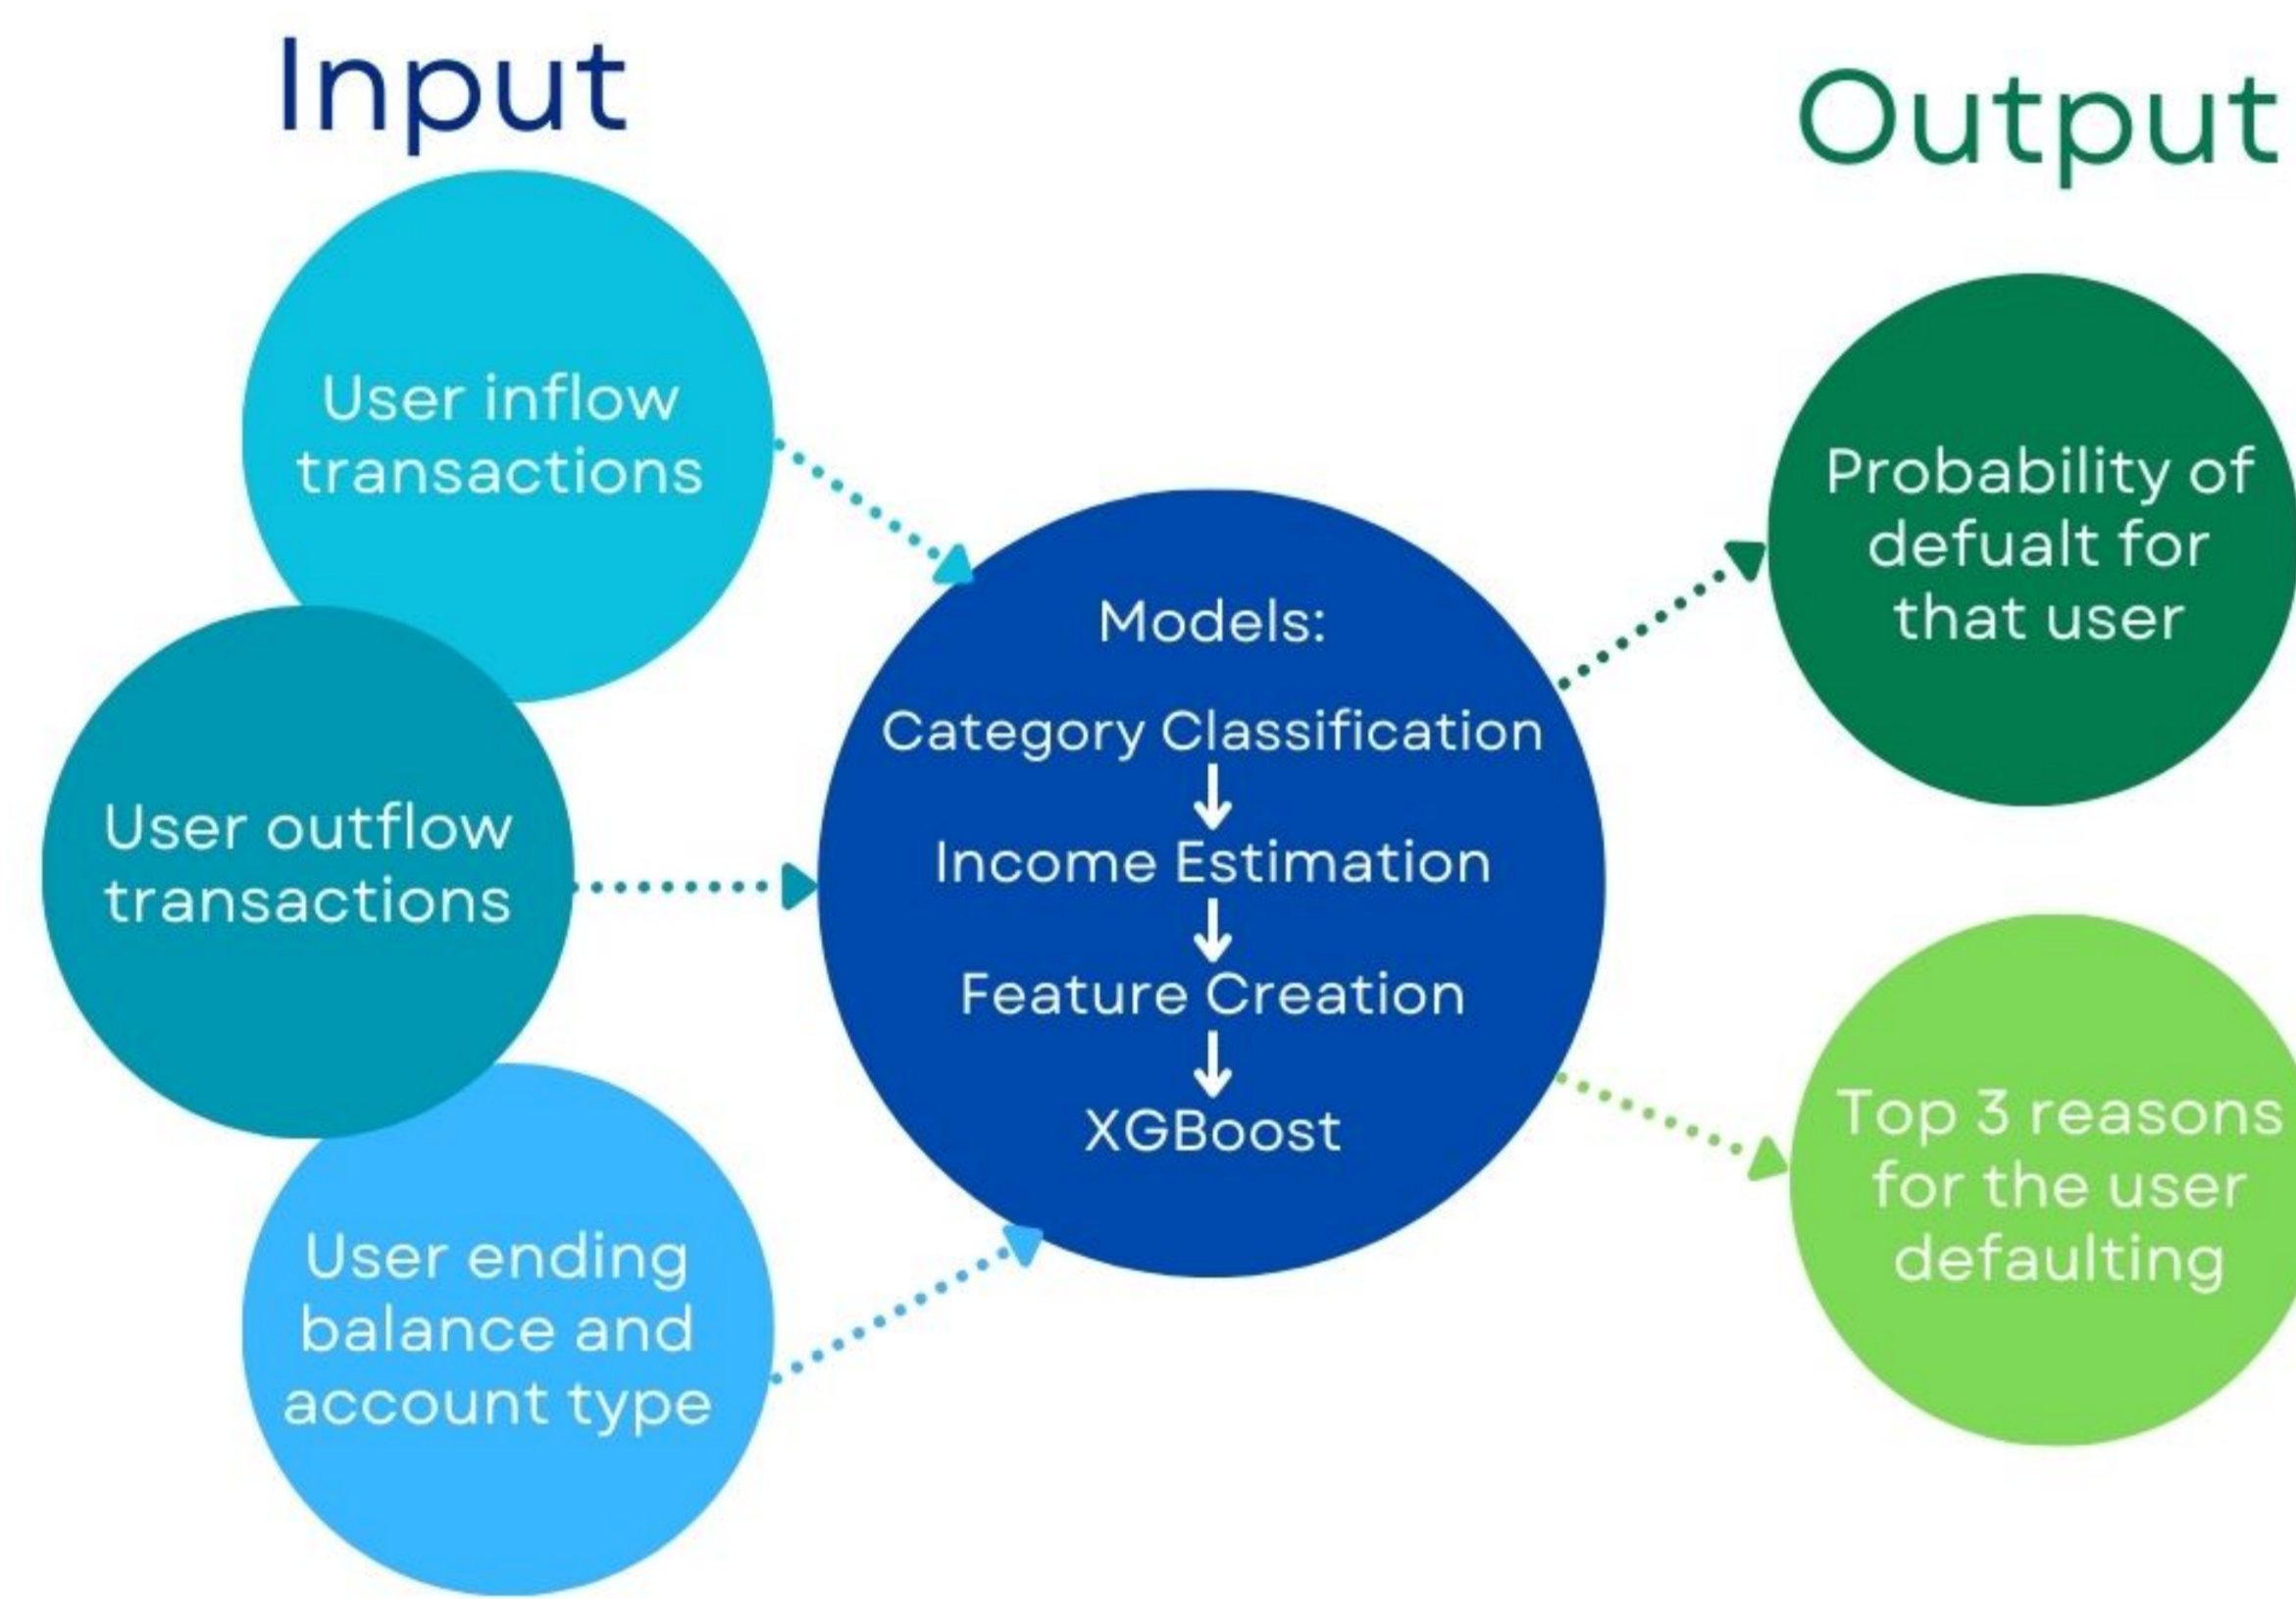 Input
Output
User inflow
transactions
User outflow
transactions
User ending
balance and
account type
Models:
Category Classification
Income Estimation
Feature Creation
XGBoost
Probability of
defualt for
that user
Top 3 reasons
for the user
defaulting